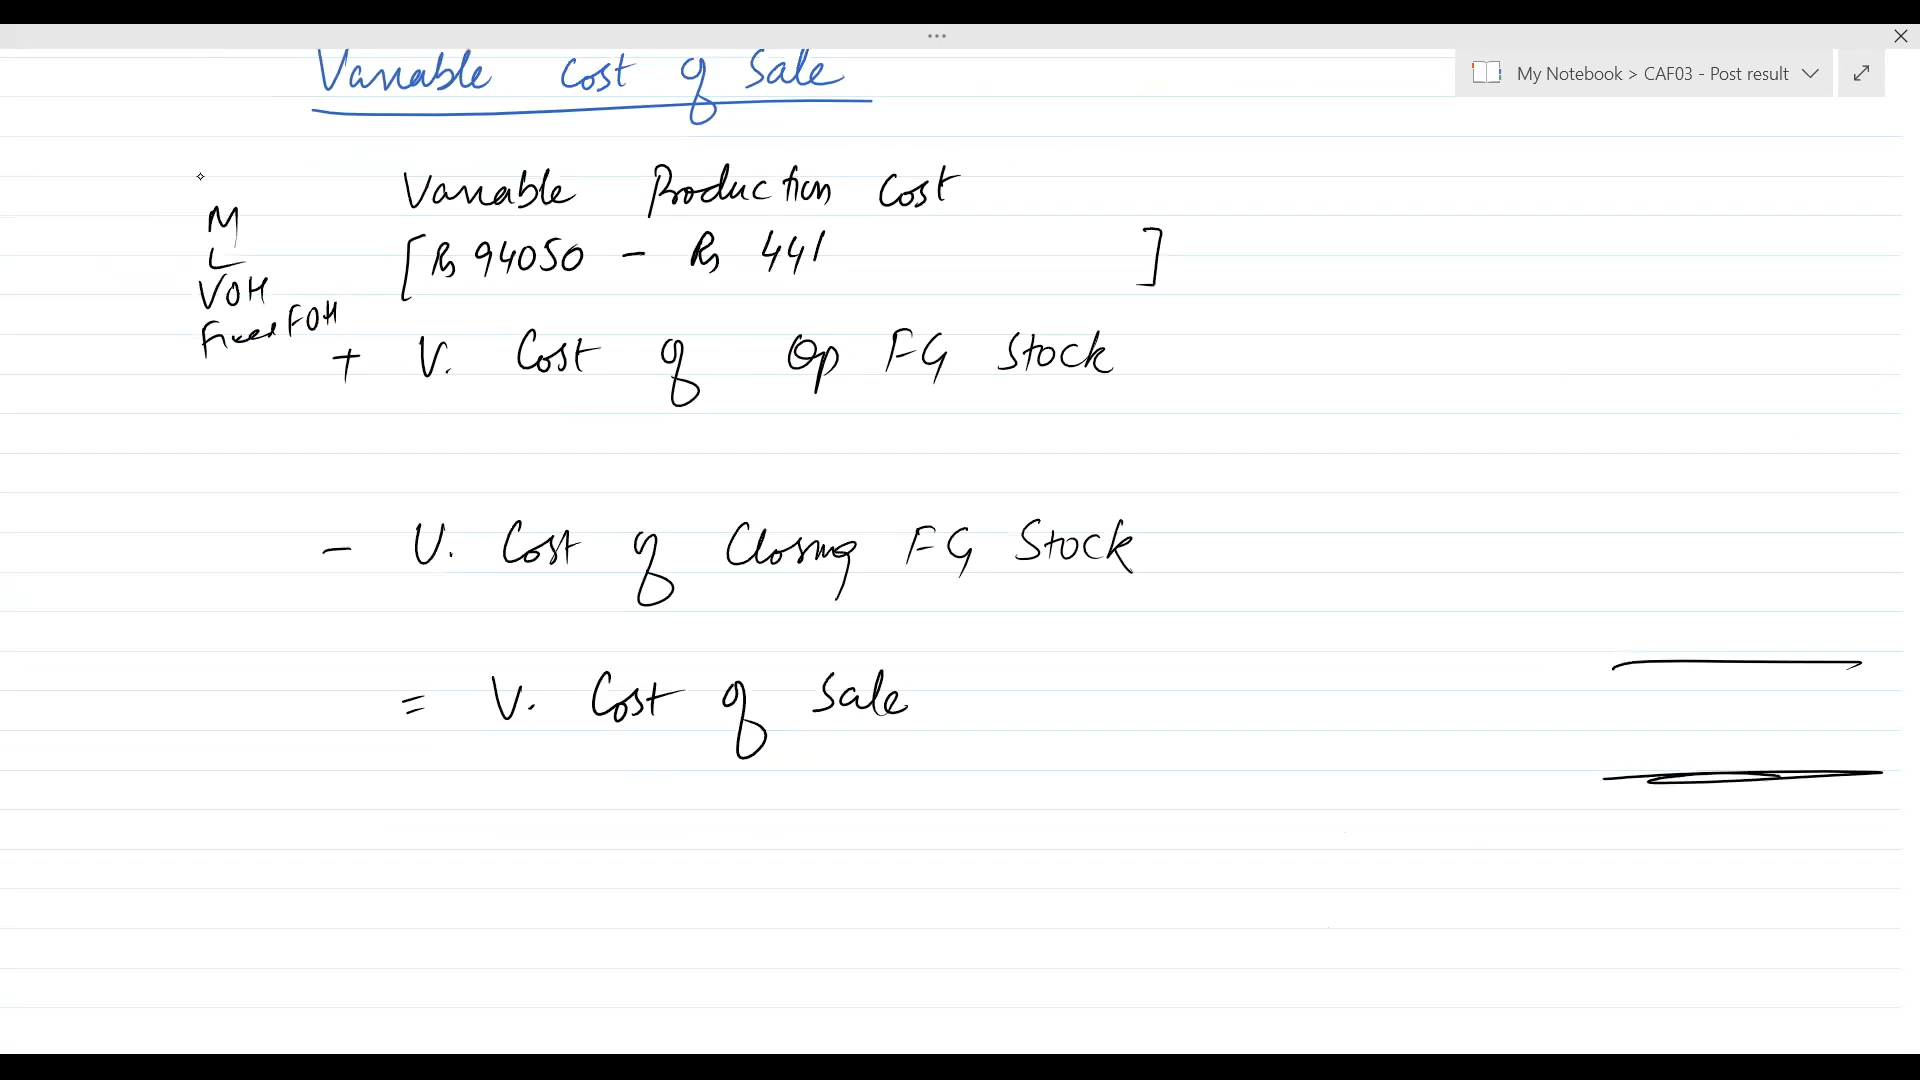 Variable Cost of Sale
My Notebook > CAF03 - Post result
Variable Production Cost
M
[Rs 94050 - Rs 441 ]
L
VOH
Fixed FOH
+ V. Cost of Op FG Stock
- V. Cost of Closing FG Stock
= V. Cost of Sale